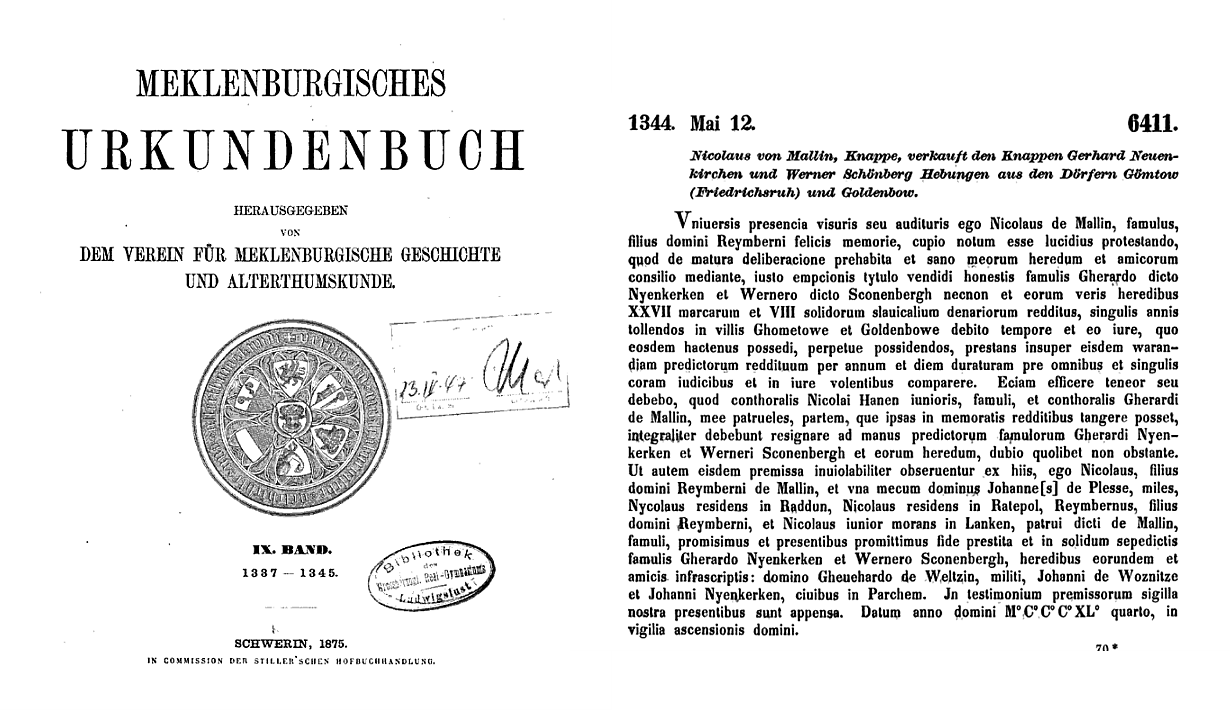 MEKLENBURGISCHES
URKUNDENBUCH
HERAUSGEGEBEN
VON
DEM VEREIN FÜR MEKLENBURGISCHE GESCHICHTE
UND ALTERTHUMSKUNDE.
IX. BAND.
1337 – 1345.
Bibliothek
des
Ludwigslust
SCHWERIN, 1875.
IN COMMISSION DER STILLER'SCHEN HOFBUCHHANDLUNG.
1344. Mai 12. 6411.
Nicolaus von Mallin, Knappe, verkauft den Knappen Gerhard Neuen-
kirchen und Werner Schönberg Hebungen aus den Dörfern Gömtow
(Friedrichsruh) und Goldenbow.
Vniuersis presencia visuris seu audituris ego Nicolaus de Mallin, famulus,
filius domini Reymberni felicis memorie, cupio notum esse lucidius protestando,
quod de matura deliberacione prehabita et sano meorum heredum et amicorum
consilio mediante, iusto empcionis tytulo vendidi honestis famulis Gherardo dicto
Nyenkerken et Wernero dicto Sconenbergh necnon et eorum veris heredibus
XXVII marcarum et VIII solidorum slauicalium denariorum redditus, singulis annis
tollendos in villis Ghometowe et Goldenbowe debito tempore et eo iure, quo
eosdem hactenus possedi, perpetue possidendos, prestans insuper eisdem waran-
diam predictorum reddituum per annum et diem duraturam pre omnibus et singulis
coram iudicibus et in iure volentibus comparere. Eciam efficere teneor seu
debebo, quod conthoralis Nicolai Hanen iunioris, famuli, et conthoralis Gherardi
de Mallin, mee patrueles, partem, que ipsas in memoratis redditibus tangere posset,
integraliter debebunt resignare ad manus predictorum famulorum Gherardi Nyen-
kerken et Werneri Sconenbergh et eorum heredum, dubio quolibet non obstante.
Ut autem eisdem premissa inuiolabiliter obseruentur ex hiis, ego Nicolaus, filius
domini Reymberni de Mallin, et vna mecum dominus Johanne[s] de Plesse, miles,
Nycolaus residens in Raddun, Nicolaus residens in Ratepol, Reymbernus, filius
domini Reymberni, et Nicolaus iunior morans in Lanken, patrui dicti de Mallin,
famuli, promisimus et presentibus promittimus fide prestita et in solidum sepedictis
famulis Gherardo Nyenkerken et Wernero Sconenbergh, heredibus eorundem et
amicis infrascriptis: domino Gheuehardo de Weltzin, militi, Johanni de Woznitze
et Johanni Nyenkerken, ciuibus in Parchem. Jn testimonium premissorum sigilla
nostra presentibus sunt appensa. Datum anno domini M° C° C° C° XL° quarto, in
vigilia ascensionis domini.
70*